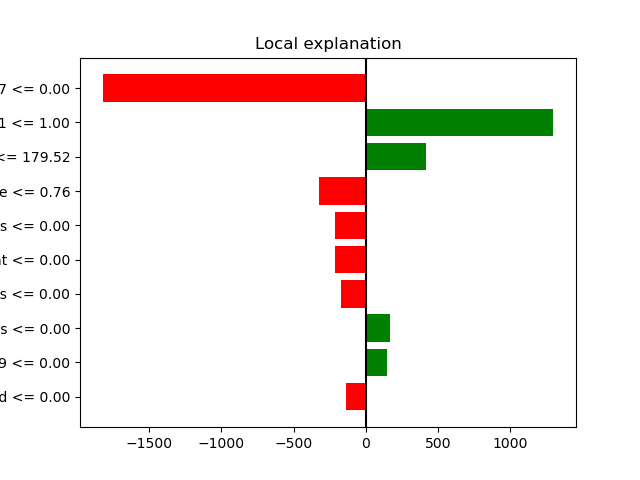 Local explanation
7 <= 0.00
1 <= 1.00
<= 179.52
e <= 0.76
s <= 0.00
at <= 0.00
s <= 0.00
s <= 0.00
9 <= 0.00
d <= 0.00
−1500 −1000 −500 0 500 1000